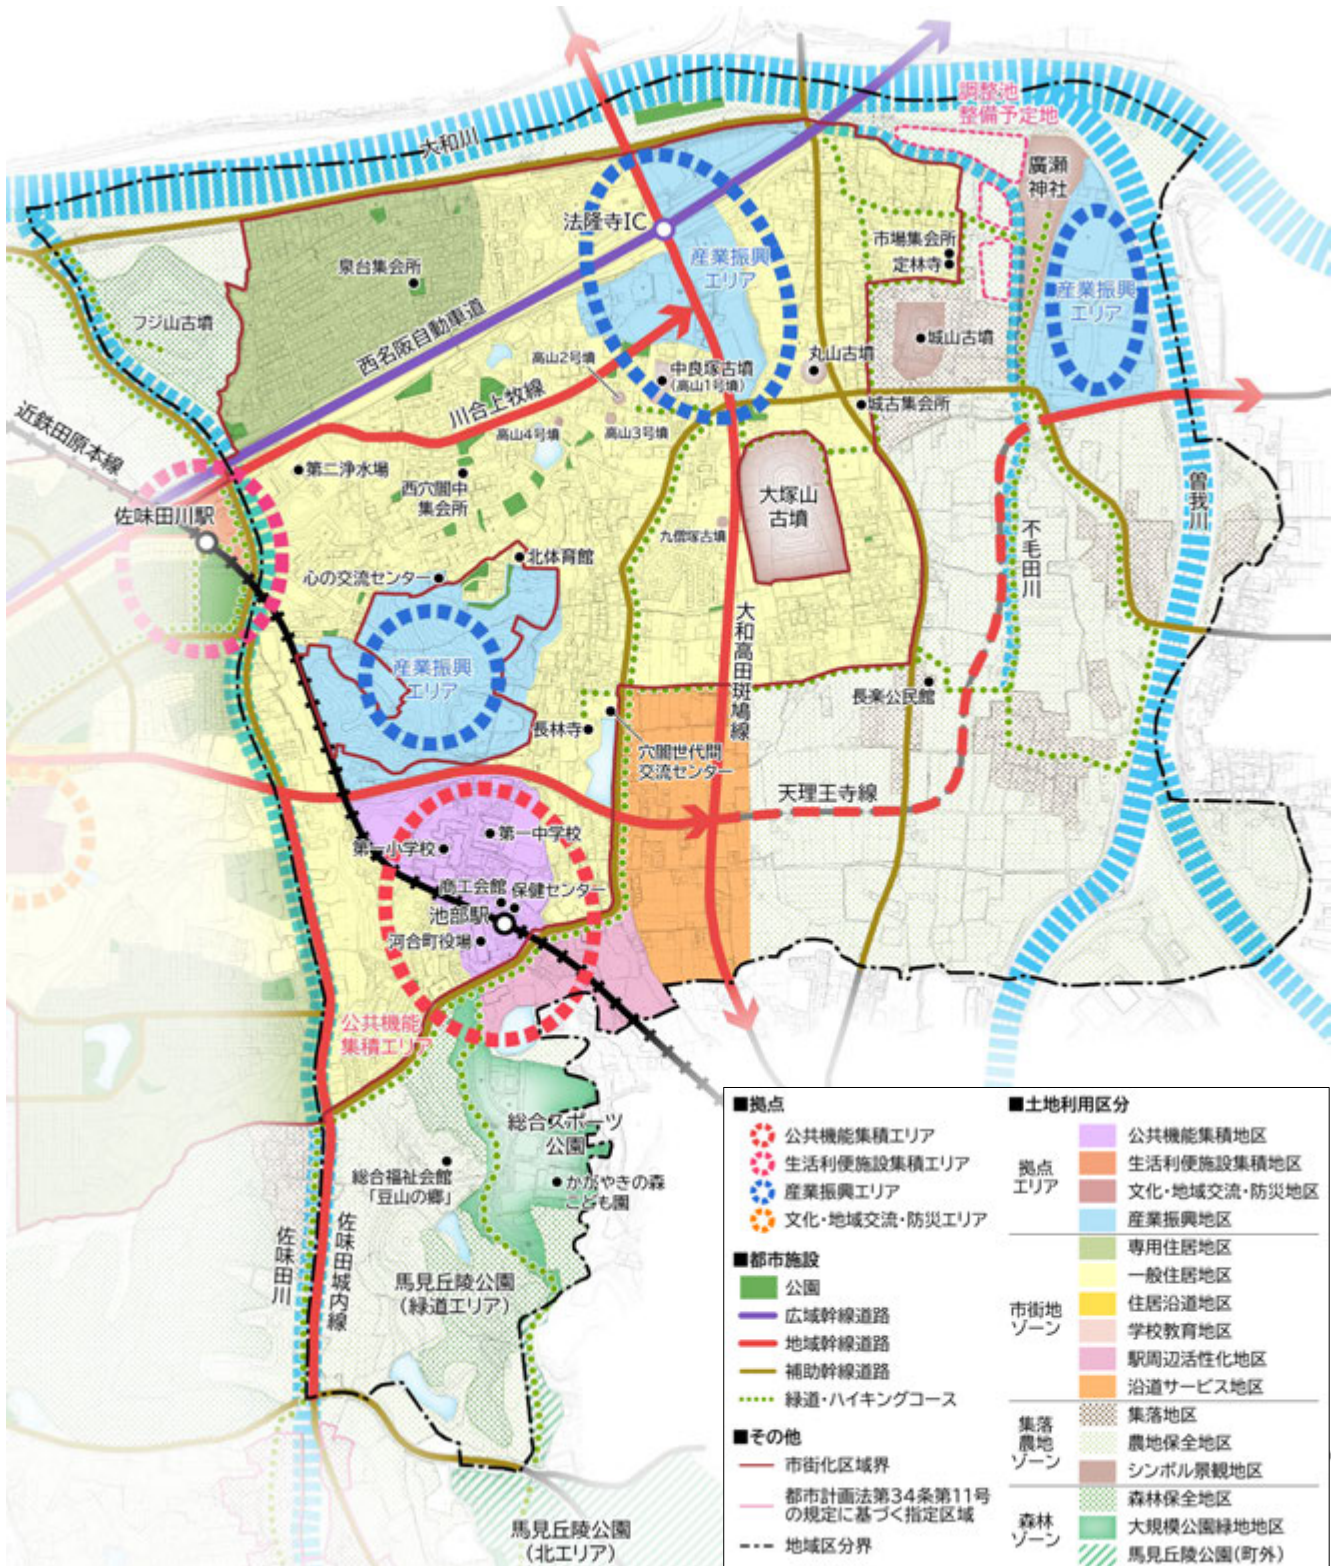 調整池
整備予定地
大和川
廣瀬
神社
法隆寺IC
市場集会所
定林寺
産業振興
エリア
泉台集会所
産業振興
エリア
フジ山古墳
西名阪自動車道
城山古墳
高山2号墳
中良塚古墳
(高山1号墳)
丸山古墳
川合上牧線
城古集会所
近鉄田原本線
高山4号墳
高山3号墳
第二浄水場
西穴闇中
集会所
大塚山
古墳
曽我川
佐味田川駅
九僧塚古墳
不毛田川
北体育館
心の交流センター
大和高田斑鳩線
産業振興
エリア
長楽公民館
長林寺
穴闇世代間
交流センター
天理王寺線
第一中学校
第一小学校
商工会館
保健センター
池部駅
河合町役場
公共機能
集積エリア
総合スポーツ
公園
総合福祉会館
「豆山の郷」
かがやきの森
こども園
佐味田川
佐味田城内線
馬見丘陵公園
(緑道エリア)
馬見丘陵公園
(北エリア)
■拠点
公共機能集積エリア
生活利便施設集積エリア
産業振興エリア
文化・地域交流・防災エリア
■都市施設
公園
広域幹線道路
地域幹線道路
補助幹線道路
緑道・ハイキングコース
■その他
市街化区域界
都市計画法第34条第11号
の規定に基づく指定区域
地域区分界
■土地利用区分
拠点
エリア
公共機能集積地区
生活利便施設集積地区
文化・地域交流・防災地区
産業振興地区
市街地
ゾーン
専用住居地区
一般住居地区
住居沿道地区
学校教育地区
駅周辺活性化地区
沿道サービス地区
集落
農地
ゾーン
集落地区
農地保全地区
シンボル景観地区
森林
ゾーン
森林保全地区
大規模公園緑地地区
馬見丘陵公園(町外)